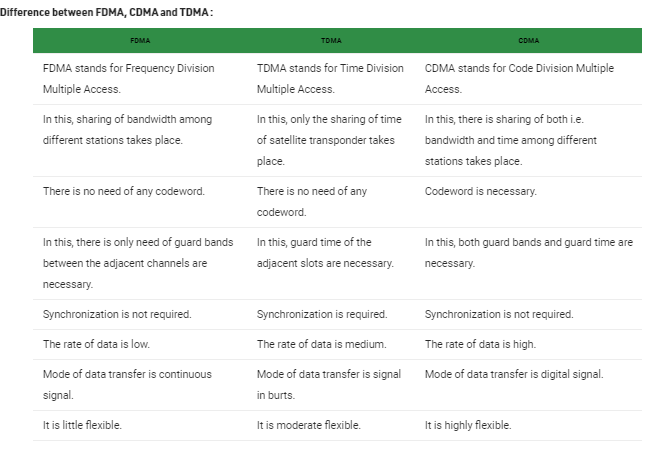 Difference between FDMA, CDMA and TDMA :
FDMA TDMA CDMA
FDMA stands for Frequency Division TDMA stands for Time Division CDMA stands for Code Division Multiple
Multiple Access. Multiple Access. Access.
In this, sharing of bandwidth among In this, only the sharing of time In this, there is sharing of both i.e.
different stations takes place. of satellite transponder takes bandwidth and time among different
place. stations takes place.
There is no need of any codeword. There is no need of any Codeword is necessary.
codeword.
In this, there is only need of guard bands In this, guard time of the In this, both guard bands and guard time are
between the adjacent channels are adjacent slots are necessary. necessary.
necessary.
Synchronization is not required. Synchronization is required. Synchronization is not required.
The rate of data is low. The rate of data is medium. The rate of data is high.
Mode of data transfer is continuous Mode of data transfer is signal Mode of data transfer is digital signal.
signal. in burts.
It is little flexible. It is moderate flexible. It is highly flexible.